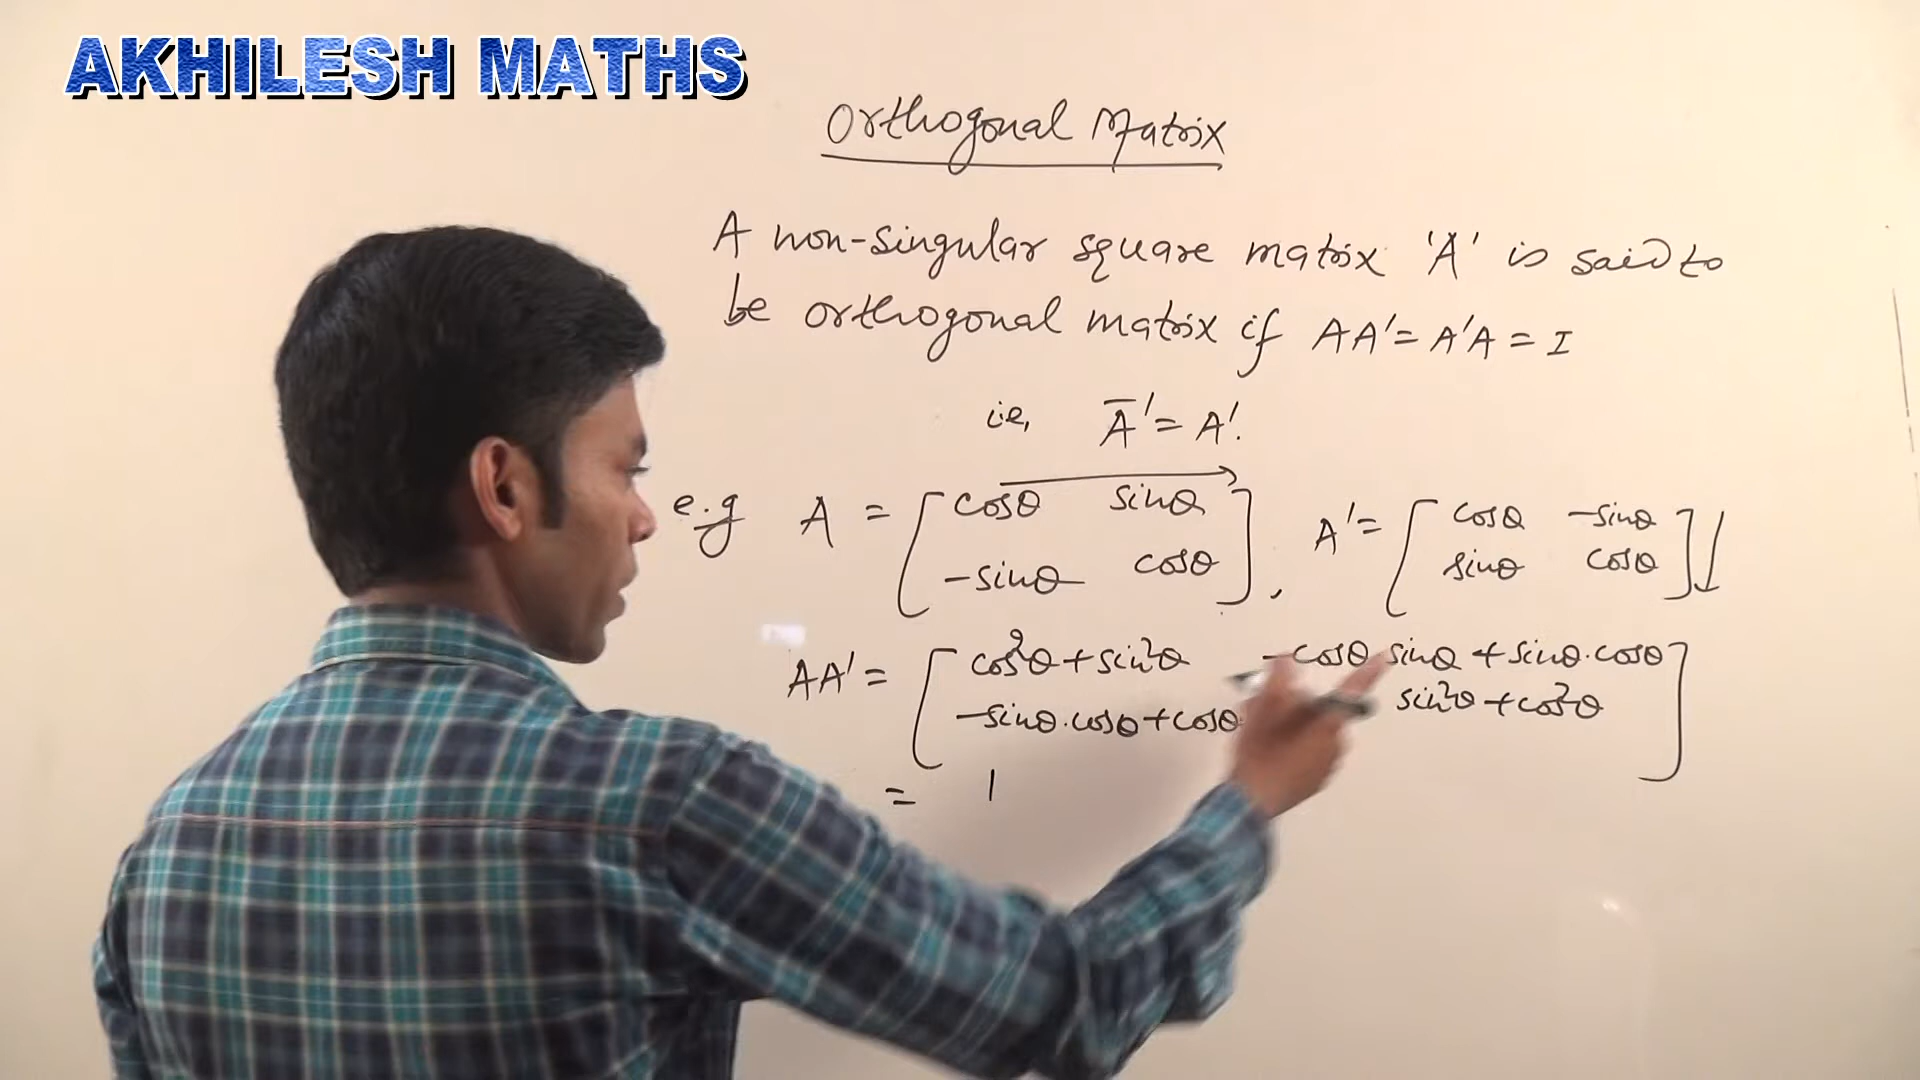 AKHILESH MATHS
Orthogonal Matrix
A non-singular square matrix 'A' is said to
be orthogonal matrix if AA' = A'A = I
i.e, A⁻¹ = A'.
e.g A = [cosθ sinθ
-sinθ cosθ] , A' = [cosθ -sinθ
sinθ cosθ]
AA' = [cos²θ + sin²θ -cosθ sinθ + sinθ.cosθ
-sinθ.cosθ + cosθ sin²θ + cos²θ]
= 1